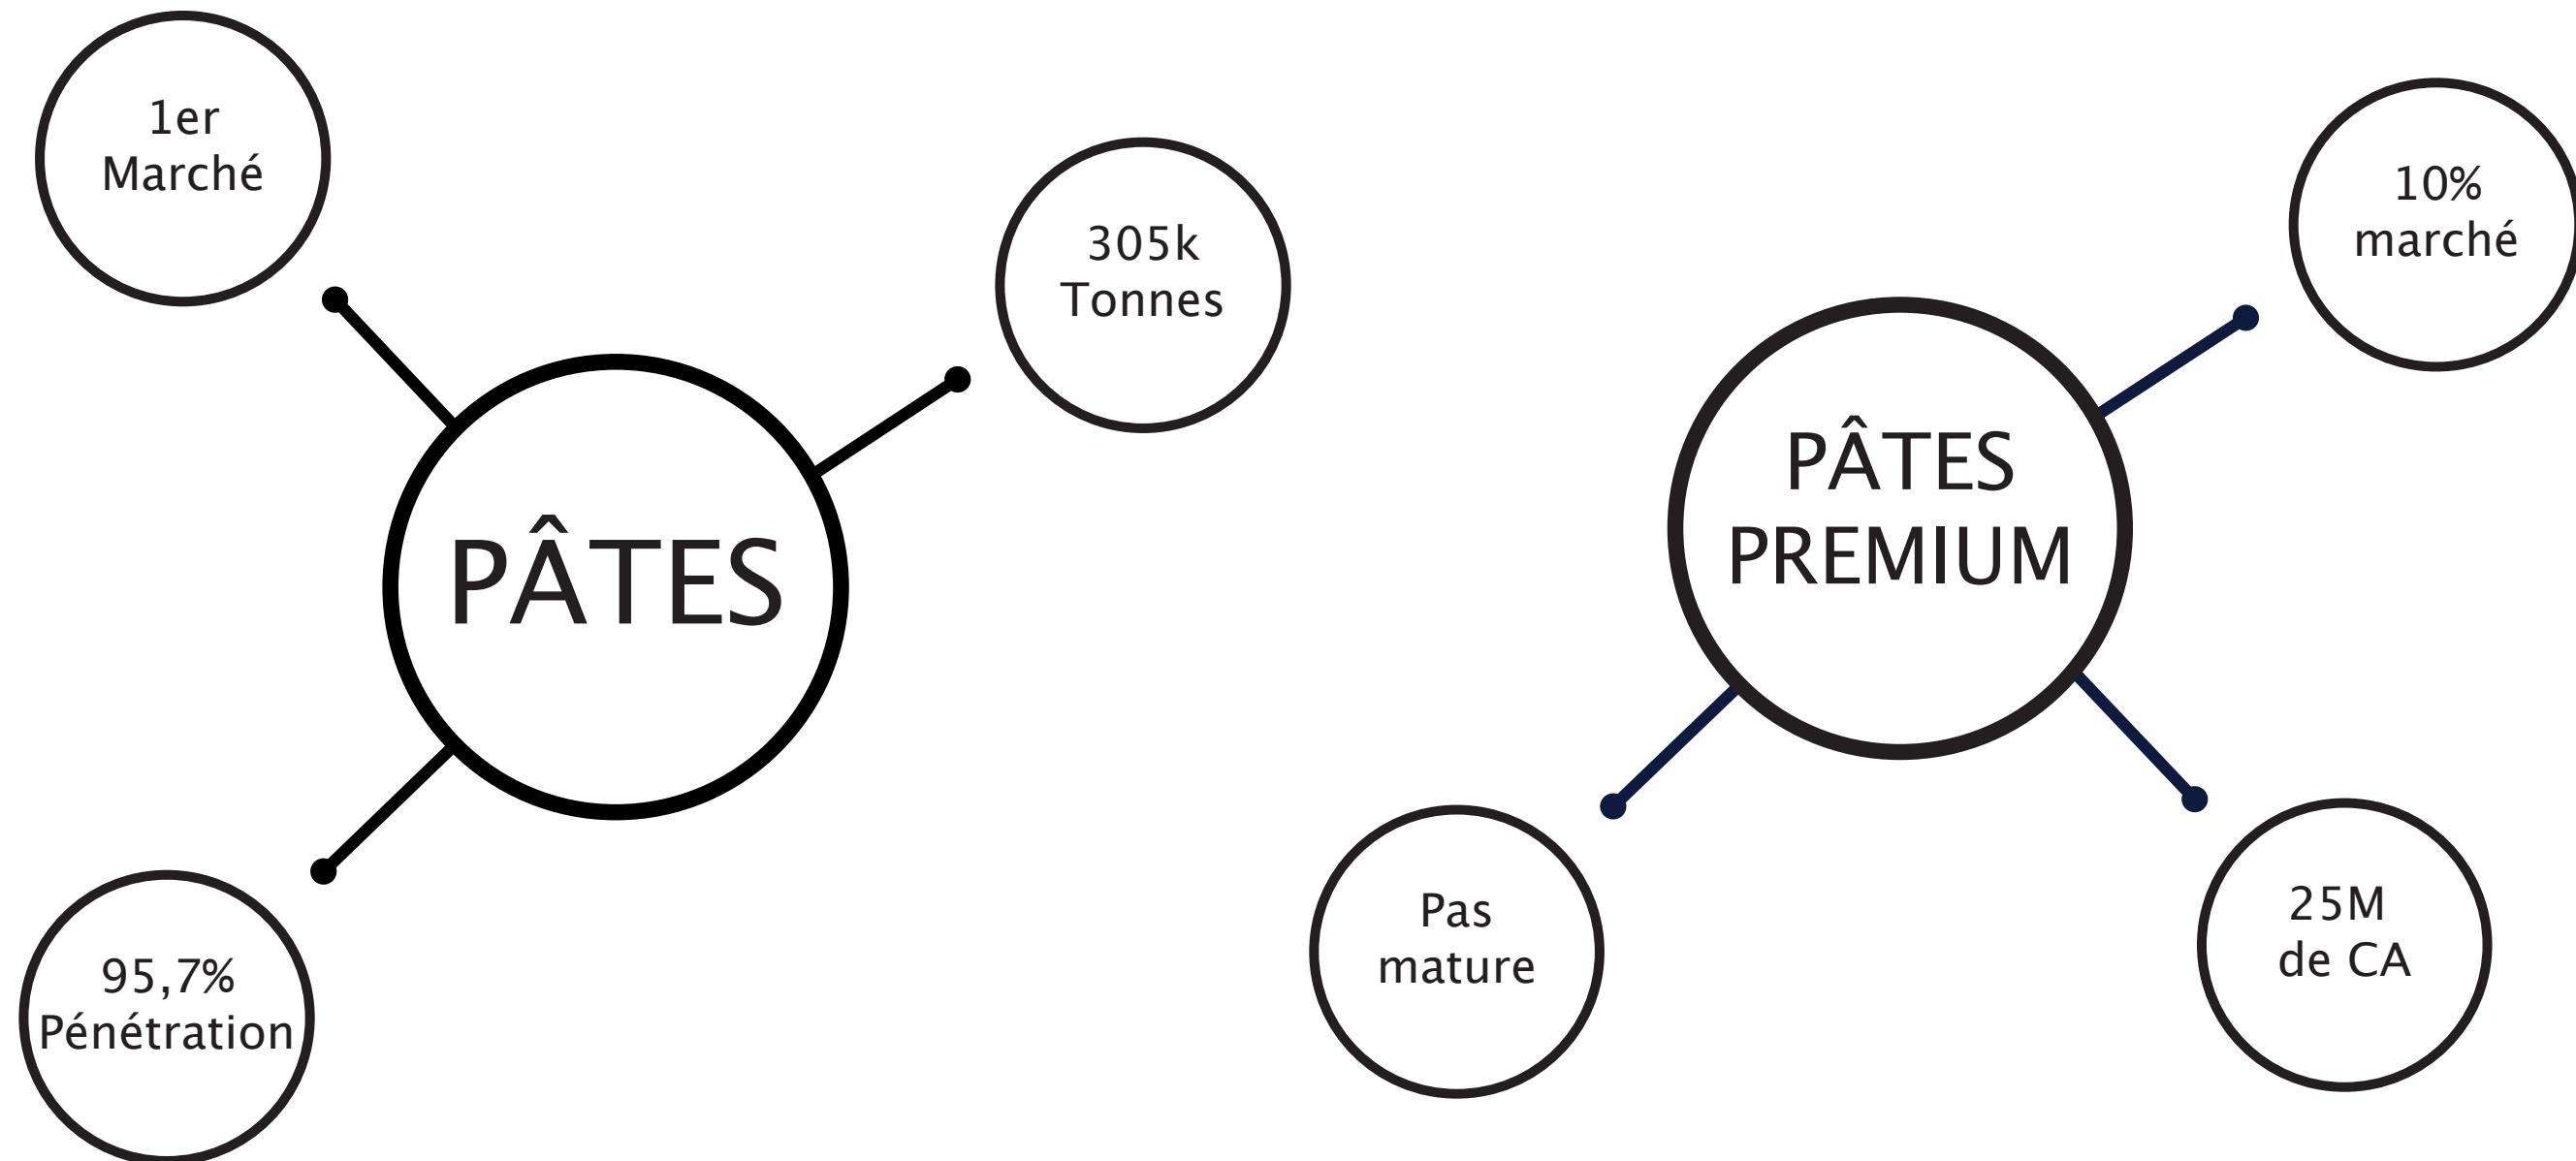 1er
Marché
305k
Tonnes
PÂTES
95,7%
Pénétration
10%
marché
PÂTES
PREMIUM
Pas
mature
25M
de CA